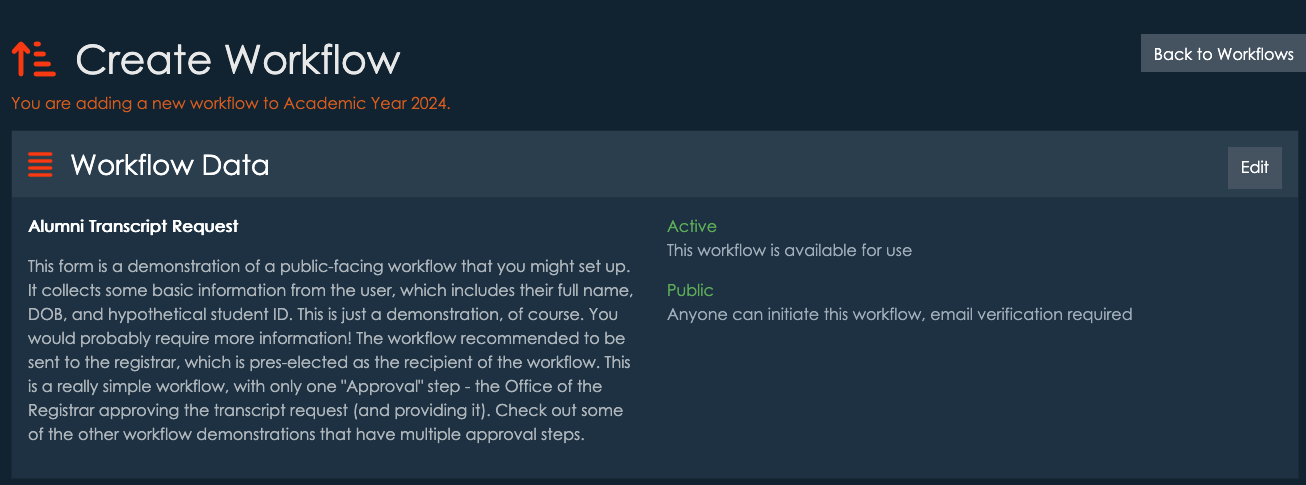 Create Workflow
Back to Workflows
You are adding a new workflow to Academic Year 2024.
Workflow Data
Edit
Alumni Transcript Request
This form is a demonstration of a public-facing workflow that you might set up.
It collects some basic information from the user, which includes their full name,
DOB, and hypothetical student ID. This is just a demonstration, of course. You
would probably require more information! The workflow recommended to be
sent to the registrar, which is pres-elected as the recipient of the workflow. This
is a really simple workflow, with only one "Approval" step - the Office of the
Registrar approving the transcript request (and providing it). Check out some
of the other workflow demonstrations that have multiple approval steps.
Active
This workflow is available for use
Public
Anyone can initiate this workflow, email verification required